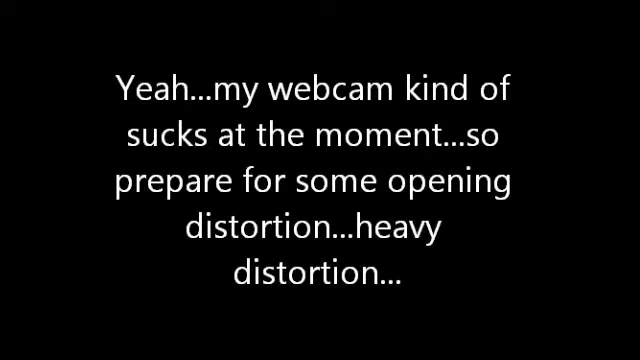 Yeah...my webcam kind of
sucks at the moment...so
prepare for some opening
distortion...heavy
distortion...